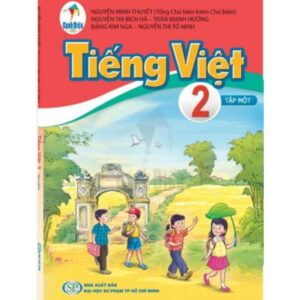 Cánh Diều
NGUYỄN MINH THUYẾT (Tổng Chủ biên kiêm Chủ biên)
NGUYỄN THỊ BÍCH HÀ – TRẦN MẠNH HƯỞNG
ĐẶNG KIM NGA – NGUYỄN THỊ TỐ NINH
Tiếng Việt
2
TẬP MỘT
NHÀ XUẤT BẢN
ĐẠI HỌC SƯ PHẠM TP HỒ CHÍ MINH